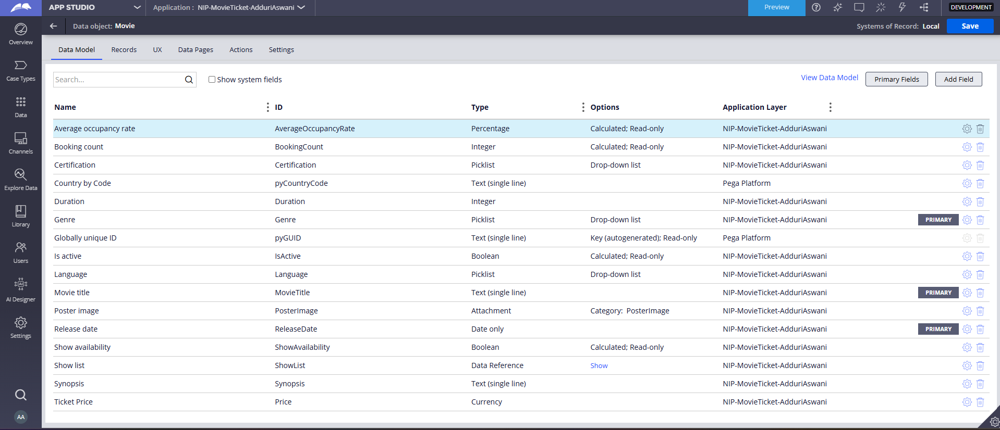 APP STUDIO
Application : NIP-MovieTicket-AdduriAswani
Preview
DEVELOPMENT
Data object: Movie
Systems of Record: Local
Save
Overview
Case Types
Data
Channels
Explore Data
Library
Users
AI
AI Designer
Settings
AA
Data Model Records UX Data Pages Actions Settings
Search...
Show system fields
View Data Model
Primary Fields
Add Field
Name ID Type Options Application Layer
Average occupancy rate AverageOccupancyRate Percentage Calculated; Read-only NIP-MovieTicket-AdduriAswani
Booking count BookingCount Integer Calculated; Read-only NIP-MovieTicket-AdduriAswani
Certification Certification Picklist Drop-down list NIP-MovieTicket-AdduriAswani
Country by Code pyCountryCode Text (single line) Pega Platform
Duration Duration Integer NIP-MovieTicket-AdduriAswani
Genre Genre Picklist Drop-down list NIP-MovieTicket-AdduriAswani PRIMARY
Globally unique ID pyGUID Text (single line) Key (autogenerated); Read-only Pega Platform
Is active IsActive Boolean Calculated; Read-only NIP-MovieTicket-AdduriAswani
Language Language Picklist Drop-down list NIP-MovieTicket-AdduriAswani
Movie title MovieTitle Text (single line) NIP-MovieTicket-AdduriAswani PRIMARY
Poster image PosterImage Attachment Category: PosterImage NIP-MovieTicket-AdduriAswani
Release date ReleaseDate Date only NIP-MovieTicket-AdduriAswani PRIMARY
Show availability ShowAvailability Boolean Calculated; Read-only NIP-MovieTicket-AdduriAswani
Show list ShowList Data Reference Show NIP-MovieTicket-AdduriAswani
Synopsis Synopsis Text (single line) NIP-MovieTicket-AdduriAswani
Ticket Price Price Currency NIP-MovieTicket-AdduriAswani